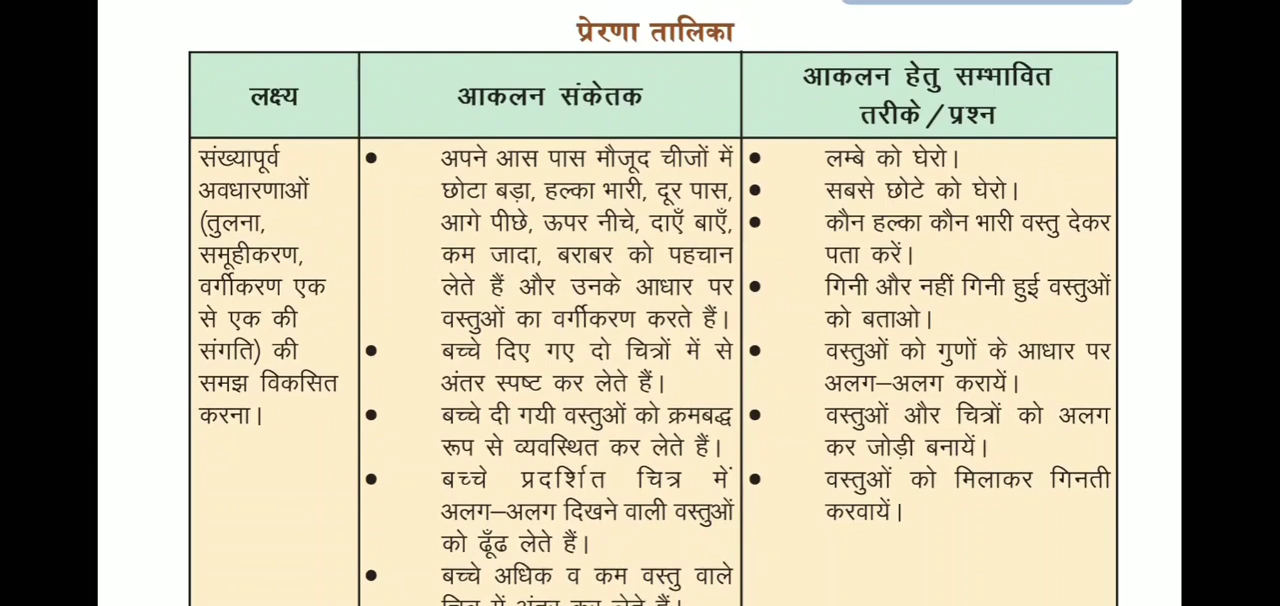 प्रेरणा तालिका
लक्ष्य
आकलन संकेतक
आकलन हेतु सम्भावित
तरीके / प्रश्न
संख्यापूर्व
अवधारणाओं
(तुलना,
समूहीकरण,
वर्गीकरण एक
से एक की
संगति) की
समझ विकसित
करना।
● अपने आस पास मौजूद चीजों में
छोटा बड़ा, हल्का भारी, दूर पास,
आगे पीछे, ऊपर नीचे, दाएँ बाएँ,
कम जादा, बराबर को पहचान
लेते हैं और उनके आधार पर
वस्तुओं का वर्गीकरण करते हैं।
● बच्चे दिए गए दो चित्रों में से
अंतर स्पष्ट कर लेते हैं।
● बच्चे दी गयी वस्तुओं को क्रमबद्ध
रूप से व्यवस्थित कर लेते हैं।
● बच्चे प्रदर्शित चित्र में
अलग–अलग दिखने वाली वस्तुओं
को ढूँढ लेते हैं।
● बच्चे अधिक व कम वस्तु वाले
चित्र में अंतर कर लेते हैं।
● लम्बे को घेरो।
● सबसे छोटे को घेरो।
● कौन हल्का कौन भारी वस्तु देकर
पता करें।
● गिनी और नहीं गिनी हुई वस्तुओं
को बताओ।
● वस्तुओं को गुणों के आधार पर
अलग–अलग करायें।
● वस्तुओं और चित्रों को अलग
कर जोड़ी बनायें।
● वस्तुओं को मिलाकर गिनती
करवायें।